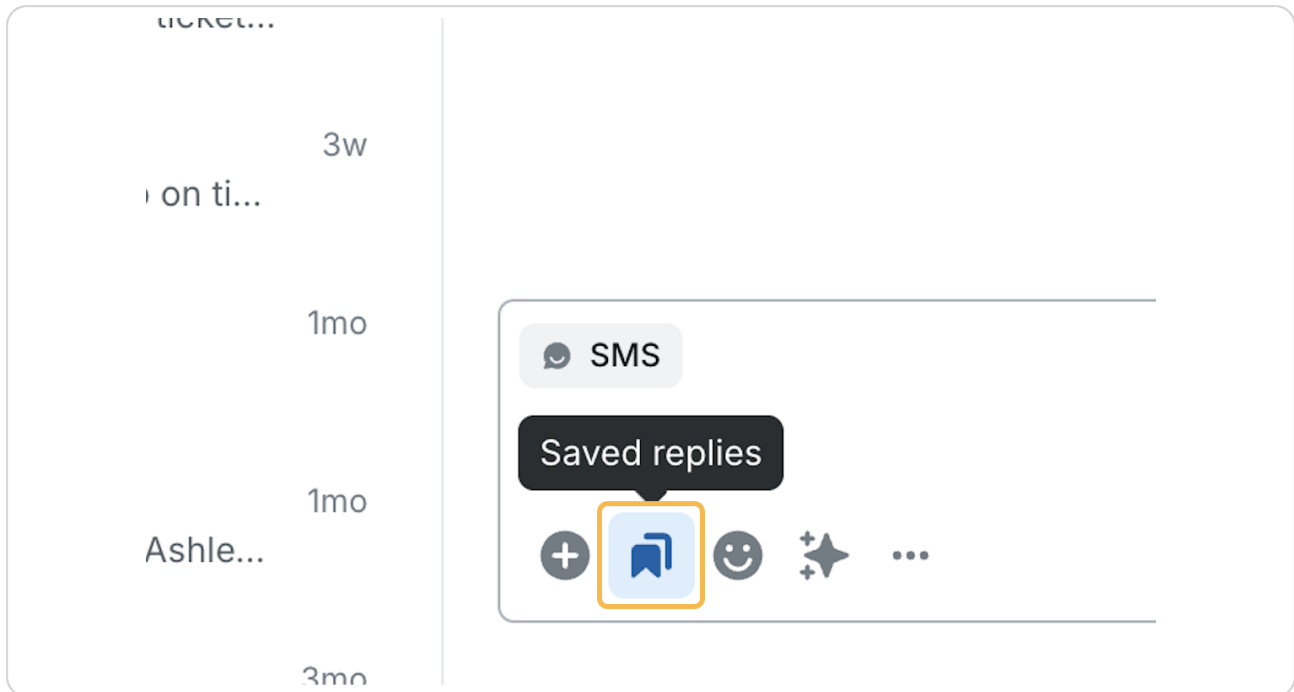 ticket...
3w
on ti...
1mo
1mo
Ashle...
3mo
SMS
Saved replies